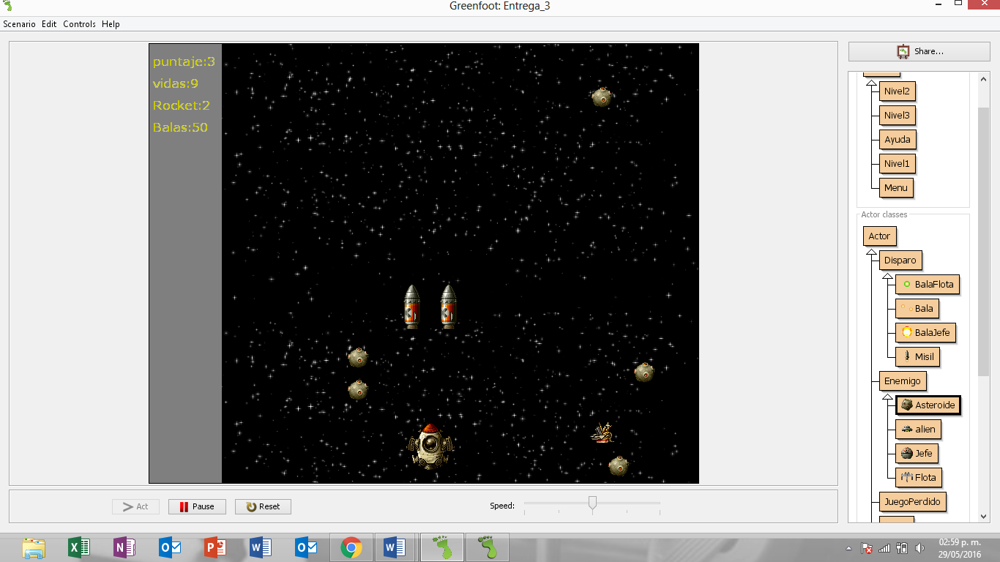 Greenfoot: Entrega_3
Scenario Edit Controls Help
puntaje:3
vidas:9
Rocket:2
Balas:50
Share...
Nivel2
Nivel3
Ayuda
Nivel1
Menu
Actor classes
Actor
Disparo
BalaFlota
Bala
BalaJefe
Misil
Enemigo
Asteroide
alien
Jefe
Flota
JuegoPerdido
Act Pause Reset Speed:
02:59 p. m.
29/05/2016